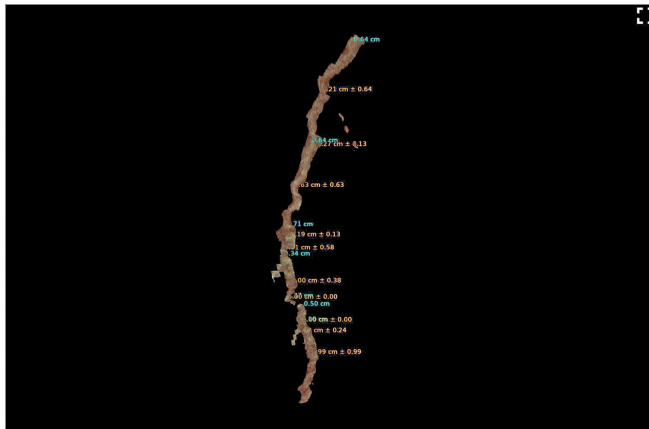 0.64 cm
.21 cm ± 0.64
0.64 cm
.27 cm ± 8.13
.63 cm ± 0.63
71 cm
.19 cm ± 0.13
1 cm ± 0.58
.34 cm
.00 cm ± 0.38
.00 cm ± 0.00
0.50 cm
.00 cm ± 0.00
cm ± 0.24
.99 cm ± 0.99